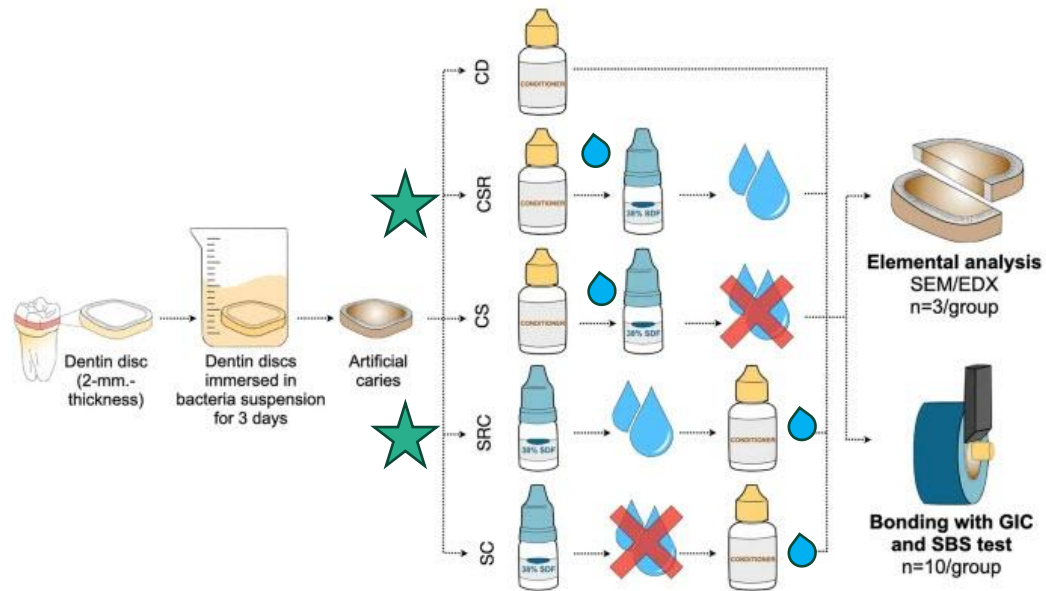 Dentin disc
(2-mm.-
thickness)
Dentin discs
immersed in
bacteria suspension
for 3 days
Artificial
caries
CD
CONDITIONER
CSR
CONDITIONER
38% SDF
CS
CONDITIONER
38% SDF
SRC
38% SDF
CONDITIONER
SC
38% SDF
CONDITIONER
Elemental analysis
SEM/EDX
n=3/group
Bonding with GIC
and SBS test
n=10/group